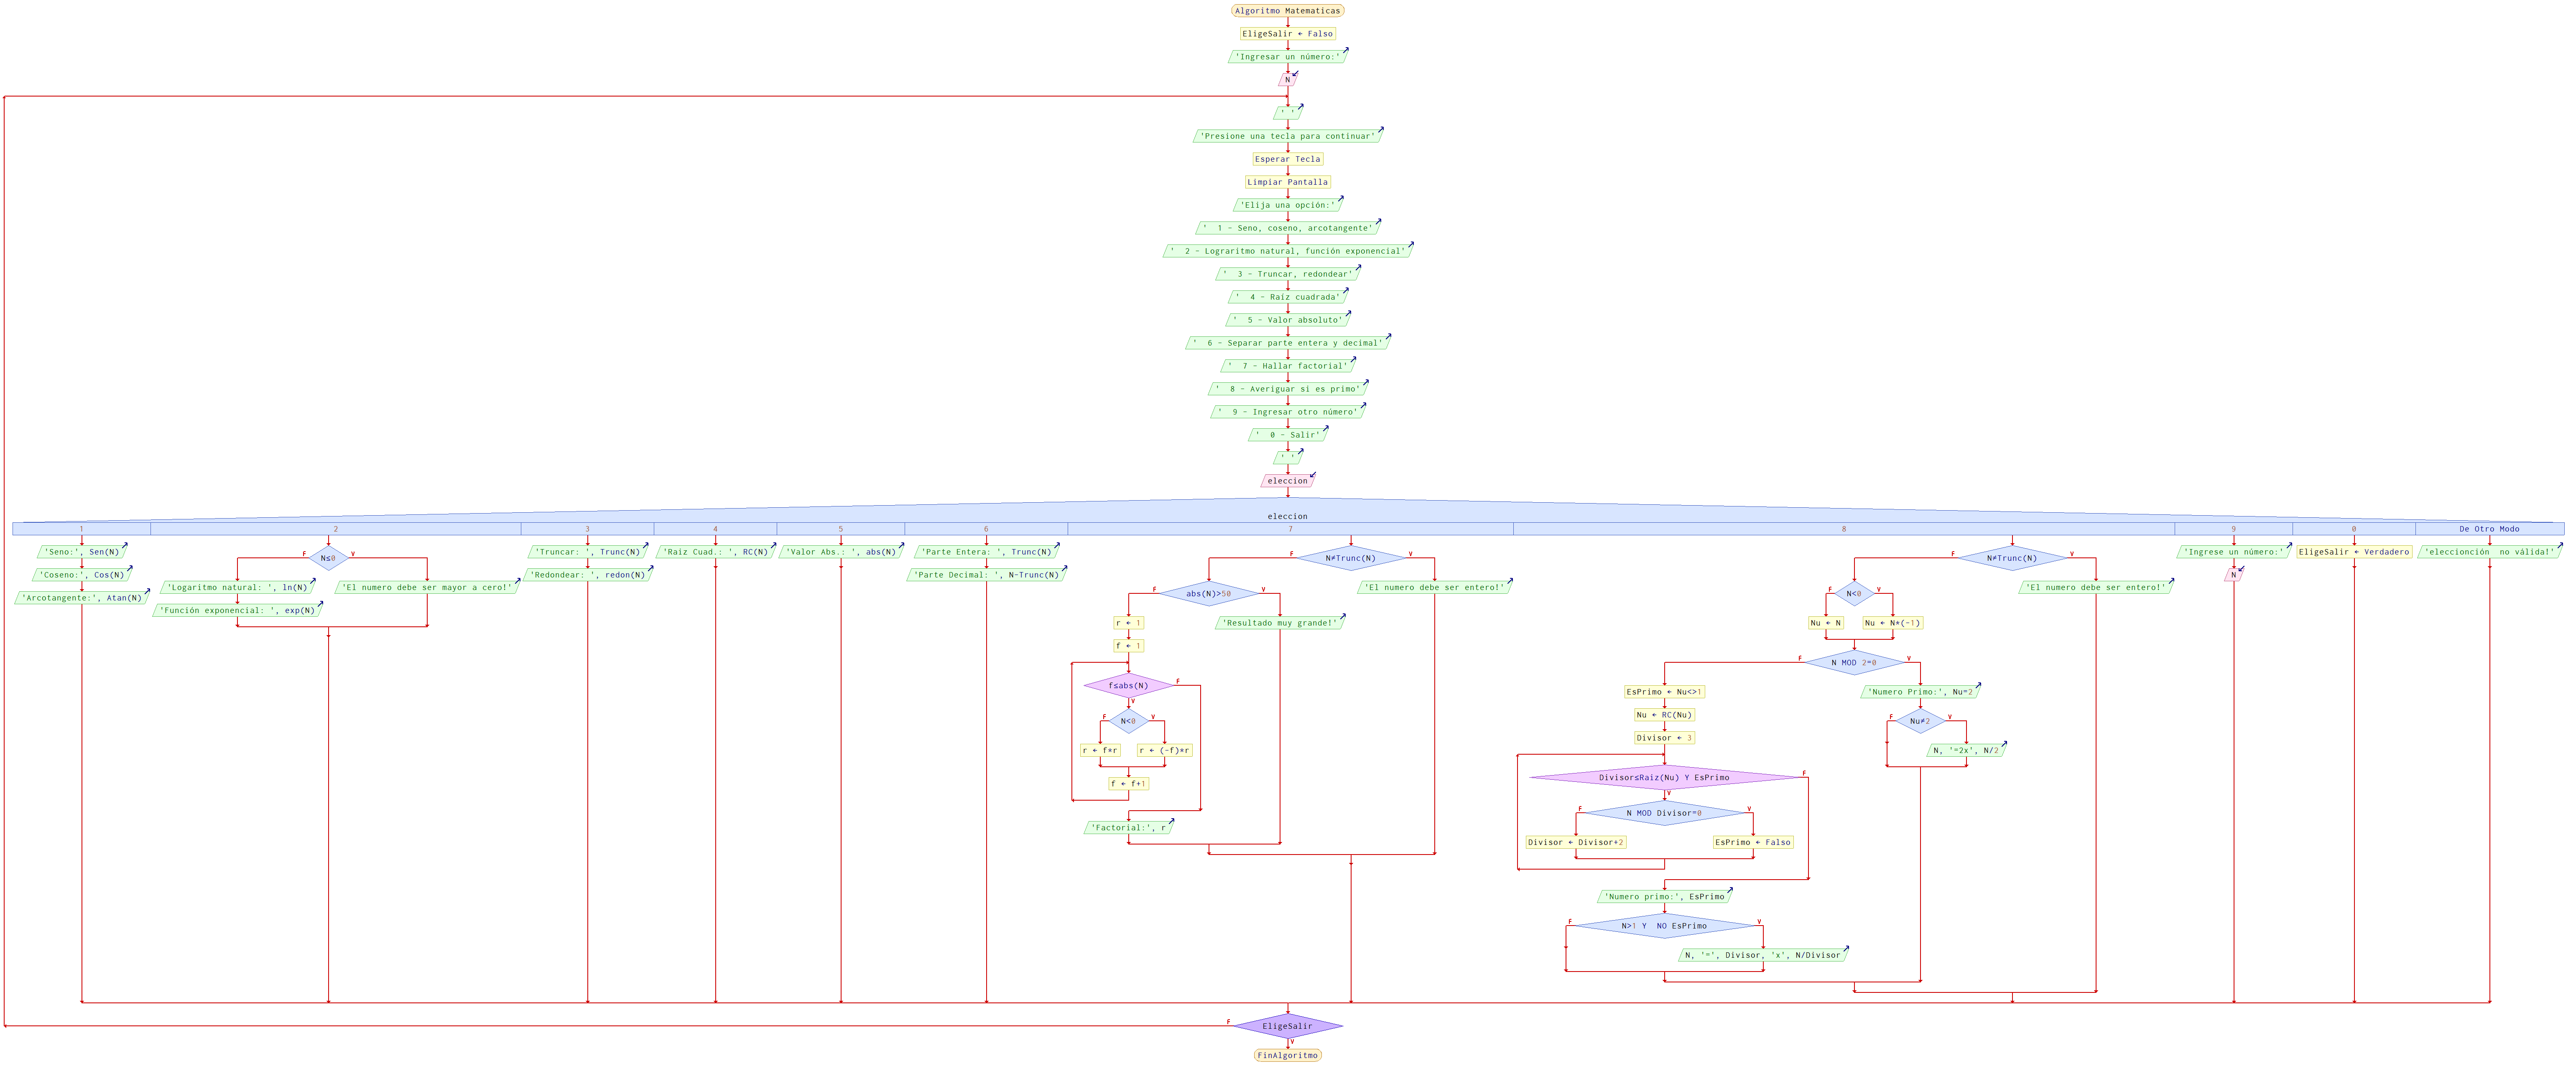 Algoritmo Matematicas
EligeSalir ← Falso
'Ingresar un número:'
N
' '
'Presione una tecla para continuar'
Esperar Tecla
Limpiar Pantalla
'Elija una opción:'
'  1 - Seno, coseno, arcotangente'
'  2 - Lograritmo natural, función exponencial'
'  3 - Truncar, redondear'
'  4 - Raíz cuadrada'
'  5 - Valor absoluto'
'  6 - Separar parte entera y decimal'
'  7 - Hallar factorial'
'  8 - Averiguar si es primo'
'  9 - Ingresar otro número'
'  0 - Salir'
' '
eleccion
eleccion
1
'Seno:', Sen(N)
'Coseno:', Cos(N)
'Arcotangente:', Atan(N)
2
N≤0
F
V
'Logaritmo natural: ', ln(N)
'Función exponencial: ', exp(N)
'El numero debe ser mayor a cero!'
3
'Truncar: ', Trunc(N)
'Redondear: ', redon(N)
4
'Raíz Cuad.: ', RC(N)
5
'Valor Abs.: ', abs(N)
6
'Parte Entera: ', Trunc(N)
'Parte Decimal: ', N-Trunc(N)
7
N≠Trunc(N)
F
V
'El numero debe ser entero!'
abs(N)>50
F
V
'Resultado muy grande!'
r ← 1
f ← 1
f≤abs(N)
F
V
N<0
F
V
r ← f*r
r ← (-f)*r
f ← f+1
'Factorial:', r
8
N≠Trunc(N)
F
V
'El numero debe ser entero!'
N<0
F
V
Nu ← N
Nu ← N*(-1)
N MOD 2=0
F
V
EsPrimo ← Nu<>1
Nu ← RC(Nu)
Divisor ← 3
Divisor≤Raiz(Nu) Y EsPrimo
F
V
N MOD Divisor=0
F
V
Divisor ← Divisor+2
EsPrimo ← Falso
'Numero primo:', EsPrimo
N>1 Y  NO EsPrimo
F
V
N, '=', Divisor, 'x', N/Divisor
'Numero Primo:', Nu=2
Nu≠2
F
V
N, '=2x', N/2
9
'Ingrese un número:'
N
0
EligeSalir ← Verdadero
De Otro Modo
'eleccionción  no válida!'
EligeSalir
F
V
FinAlgoritmo